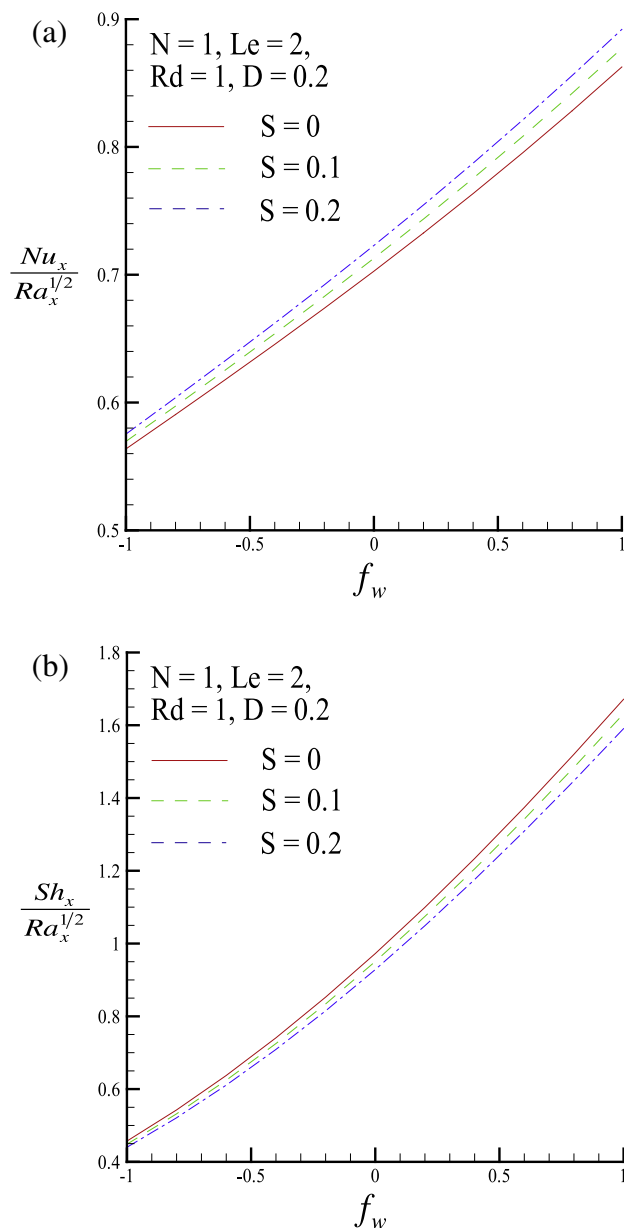 (a)
N = 1, Le = 2,
Rd = 1, D = 0.2
S = 0
S = 0.1
S = 0.2
0.9
0.8
0.7
0.6
0.5
Nu_x
Ra_x^{1/2}
-1 -0.5 0 0.5 1
f_w
(b)
N = 1, Le = 2,
Rd = 1, D = 0.2
S = 0
S = 0.1
S = 0.2
1.8
1.6
1.4
1.2
1
0.8
0.6
0.4
Sh_x
Ra_x^{1/2}
-1 -0.5 0 0.5 1
f_w